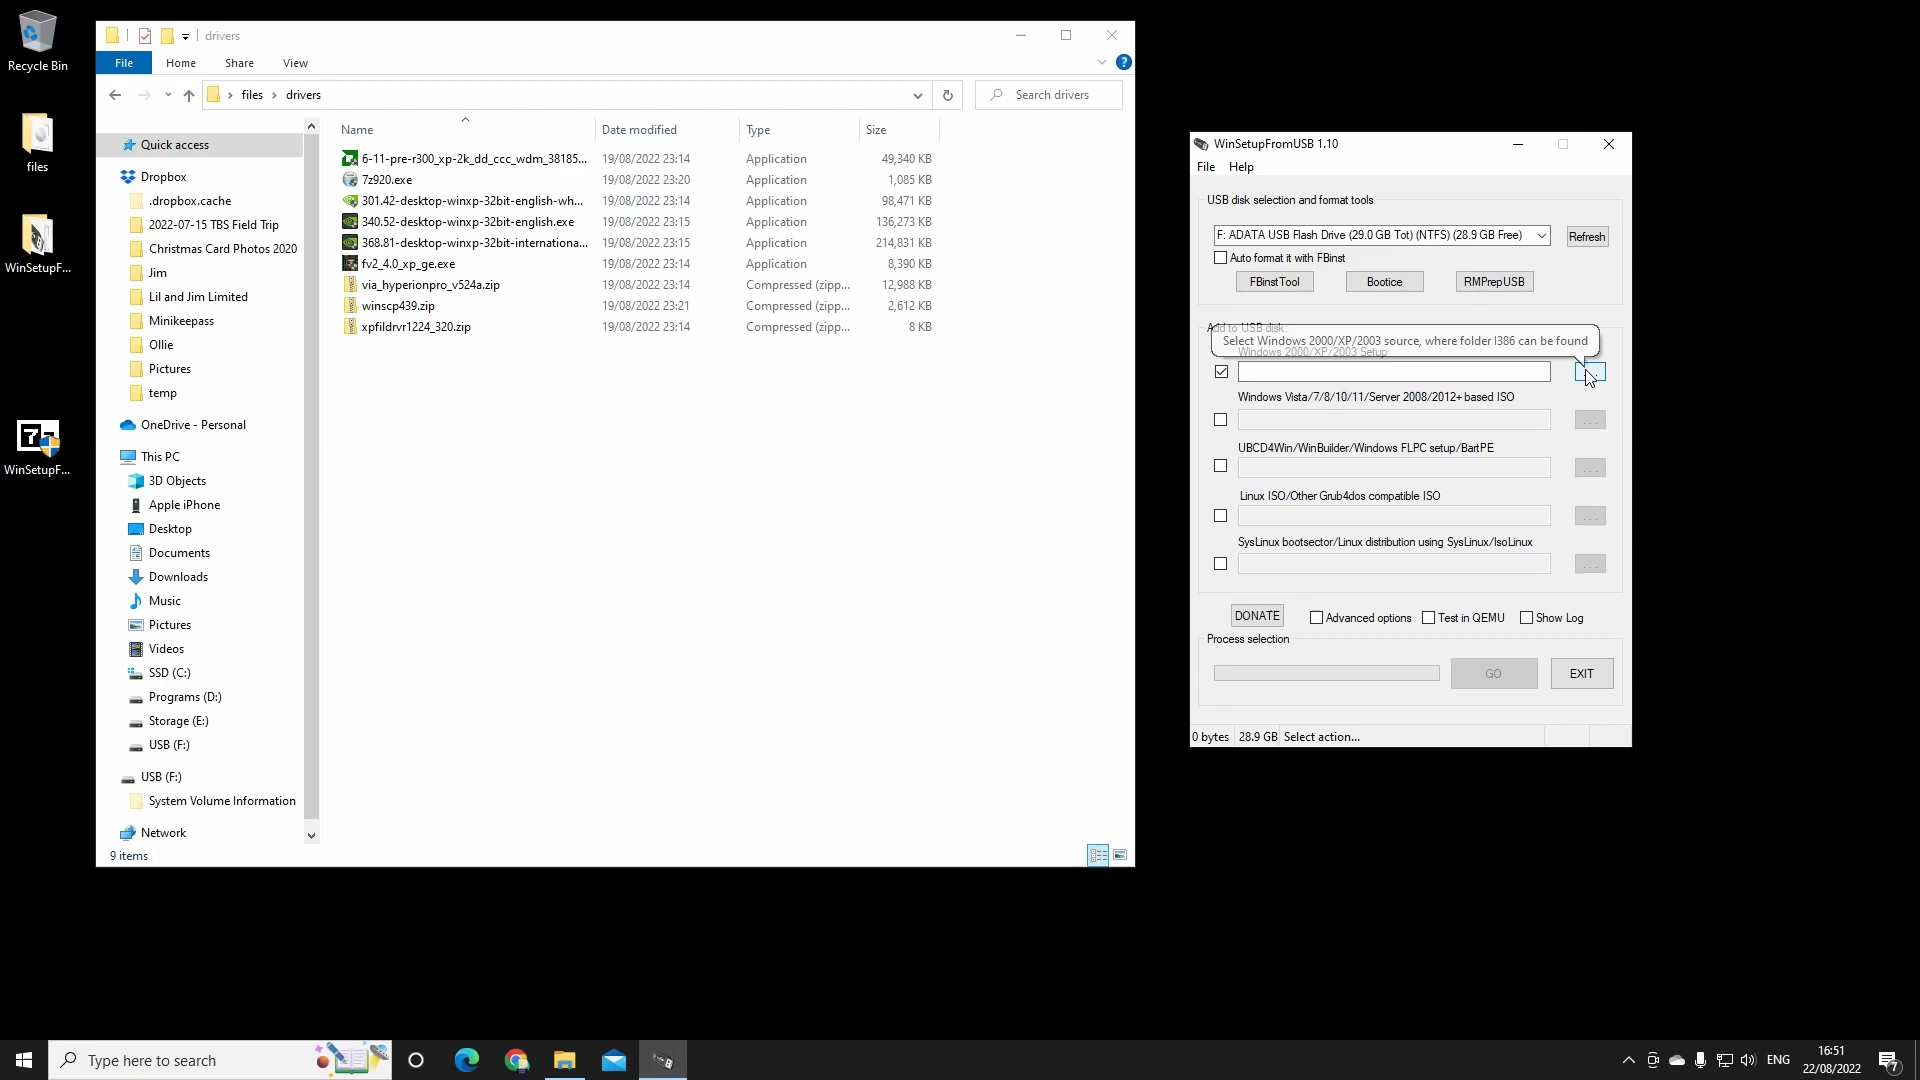 Recycle Bin
files
WinSetupF...
WinSetupF...
drivers
File
Home
Share
View
files
drivers
Search drivers
Quick access
Dropbox
.dropbox.cache
2022-07-15 TBS Field Trip
Christmas Card Photos 2020
Jim
Lil and Jim Limited
Minikeepass
Ollie
Pictures
temp
OneDrive - Personal
This PC
3D Objects
Apple iPhone
Desktop
Documents
Downloads
Music
Pictures
Videos
SSD (C:)
Programs (D:)
Storage (E:)
USB (F:)
USB (F:)
System Volume Information
Network
9 items
Name Date modified Type Size
6-11-pre-r300_xp-2k_dd_ccc_wdm_38185... 19/08/2022 23:14 Application 49,340 KB
7z920.exe 19/08/2022 23:20 Application 1,085 KB
301.42-desktop-winxp-32bit-english-wh... 19/08/2022 23:14 Application 98,471 KB
340.52-desktop-winxp-32bit-english.exe 19/08/2022 23:15 Application 136,273 KB
368.81-desktop-winxp-32bit-internationa... 19/08/2022 23:15 Application 214,831 KB
fv2_4.0_xp_ge.exe 19/08/2022 23:14 Application 8,390 KB
via_hyperionpro_v524a.zip 19/08/2022 23:14 Compressed (zipp... 12,988 KB
winscp439.zip 19/08/2022 23:21 Compressed (zipp... 2,612 KB
xpfildrvr1224_320.zip 19/08/2022 23:14 Compressed (zipp... 8 KB
WinSetupFromUSB 1.10
File Help
USB disk selection and format tools
F: ADATA USB Flash Drive (29.0 GB Tot) (NTFS) (28.9 GB Free)
Refresh
Auto format it with FBinst
FBinstTool
Bootice
RMPrepUSB
Add to USB disk:
Select Windows 2000/XP/2003 source, where folder I386 can be found
Windows 2000/XP/2003 Setup
Windows Vista/7/8/10/11/Server 2008/2012+ based ISO
...
UBCD4Win/WinBuilder/Windows FLPC setup/BartPE
...
Linux ISO/Other Grub4dos compatible ISO
...
SysLinux bootsector/Linux distribution using SysLinux/IsoLinux
...
DONATE
Advanced options
Test in QEMU
Show Log
Process selection
GO
EXIT
0 bytes 28.9 GB Select action...
Type here to search
ENG
16:51
22/08/2022
7